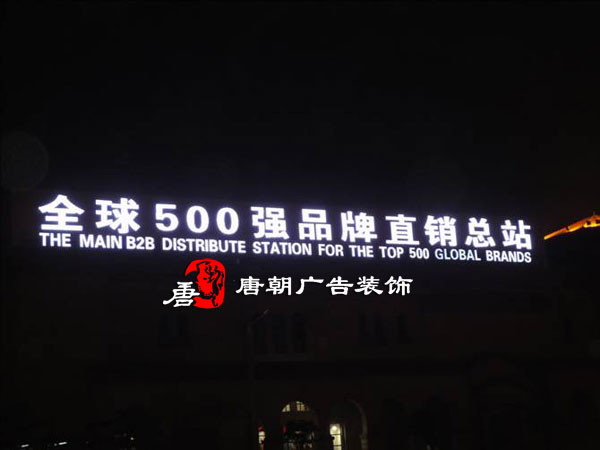 全球500强品牌直销总站
THE MAIN B2B DISTRIBUTE STATION FOR THE TOP 500 GLOBAL BRANDS
唐 唐朝广告装饰